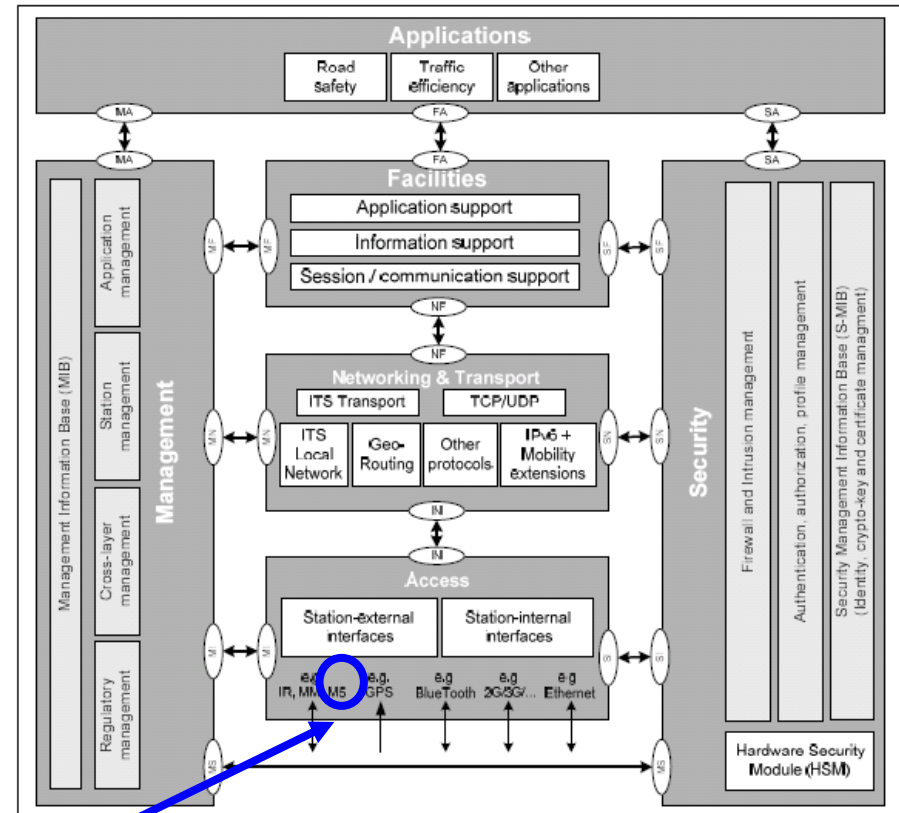 Applications
Road
safety
Traffic
efficiency
Other
applications
MA
FA
SA
MA
FA
SA
Management
Management Information Base (MIB)
Application
management
Station
management
Cross-layer
management
Regulatory
management
Facilities
Application support
Information support
Session / communication support
MF
MF
SF
SF
NF
NF
Networking & Transport
ITS Transport
TCP/UDP
ITS
Local
Network
Geo-
Routing
Other
protocols
IPv6 +
Mobility
extensions
MN
MN
SN
SN
INI
Access
Station-external
interfaces
Station-internal
interfaces
MI
MI
SI
SI
e.g
IR, MM, M5
e.g.
GPS
e.g
BlueTooth
e.g
2G/3G/...
e.g
Ethernet
MS
MS
Security
Firewall and Intrusion management
Authentication, authorization, profile management
Security Management Information Base (S-MIB)
(Identity, crypto-key and certificate managment)
Hardware Security
Module (HSM)